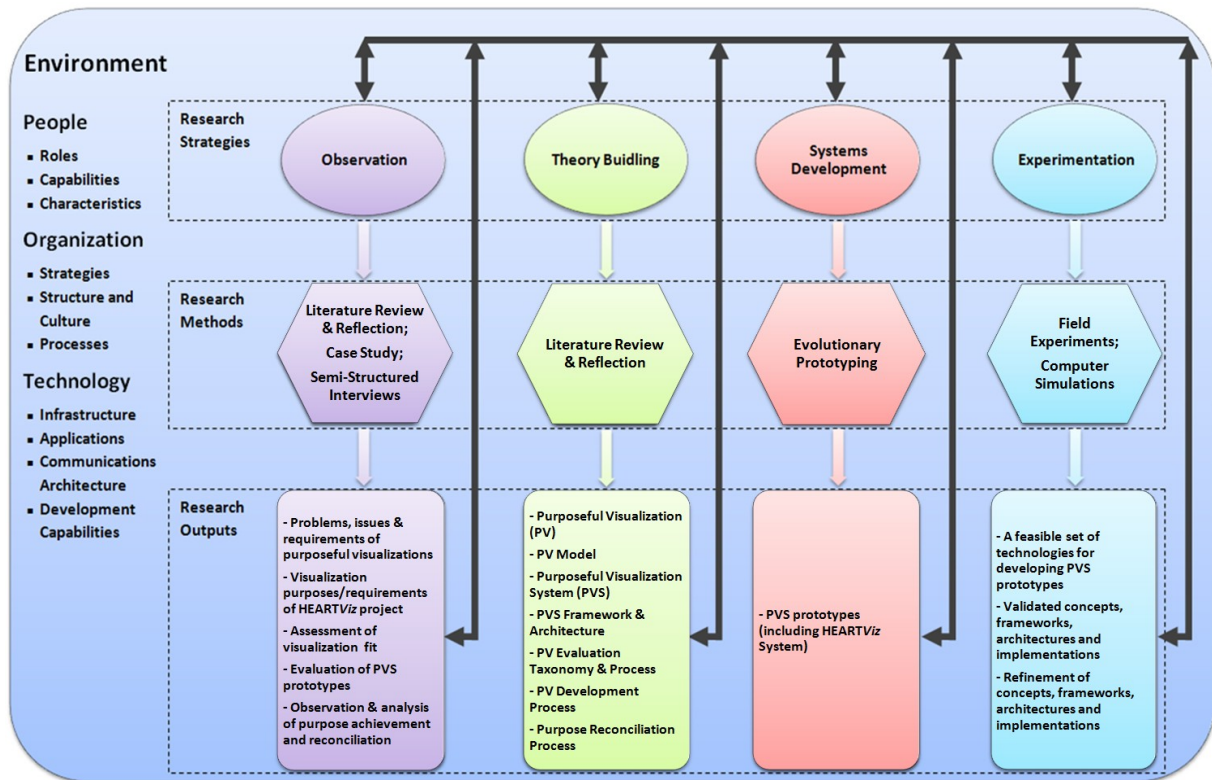 Environment
People
▪ Roles
▪ Capabilities
▪ Characteristics
Organization
▪ Strategies
▪ Structure and
Culture
▪ Processes
Technology
▪ Infrastructure
▪ Applications
▪ Communications
Architecture
▪ Development
Capabilities
Research
Strategies
Observation
Theory Buidling
Systems
Development
Experimentation
Research
Methods
Literature Review
& Reflection;
Case Study;
Semi-Structured
Interviews
Literature Review
& Reflection
Evolutionary
Prototyping
Field
Experiments;
Computer
Simulations
Research
Outputs
- Problems, issues &
requirements of
purposeful visualizations
- Visualization
purposes/requirements
of HEARTViz project
- Assessment of
visualization fit
- Evaluation of PVS
prototypes
- Observation & analysis
of purpose achievement
and reconciliation
- Purposeful Visualization
(PV)
- PV Model
- Purposeful Visualization
System (PVS)
- PVS Framework &
Architecture
- PV Evaluation
Taxonomy & Process
- PV Development
Process
- Purpose Reconciliation
Process
- PVS prototypes
(including HEARTViz
System)
- A feasible set of
technologies for
developing PVS
prototypes
- Validated concepts,
frameworks,
architectures and
implementations
- Refinement of
concepts, frameworks,
architectures and
implementations